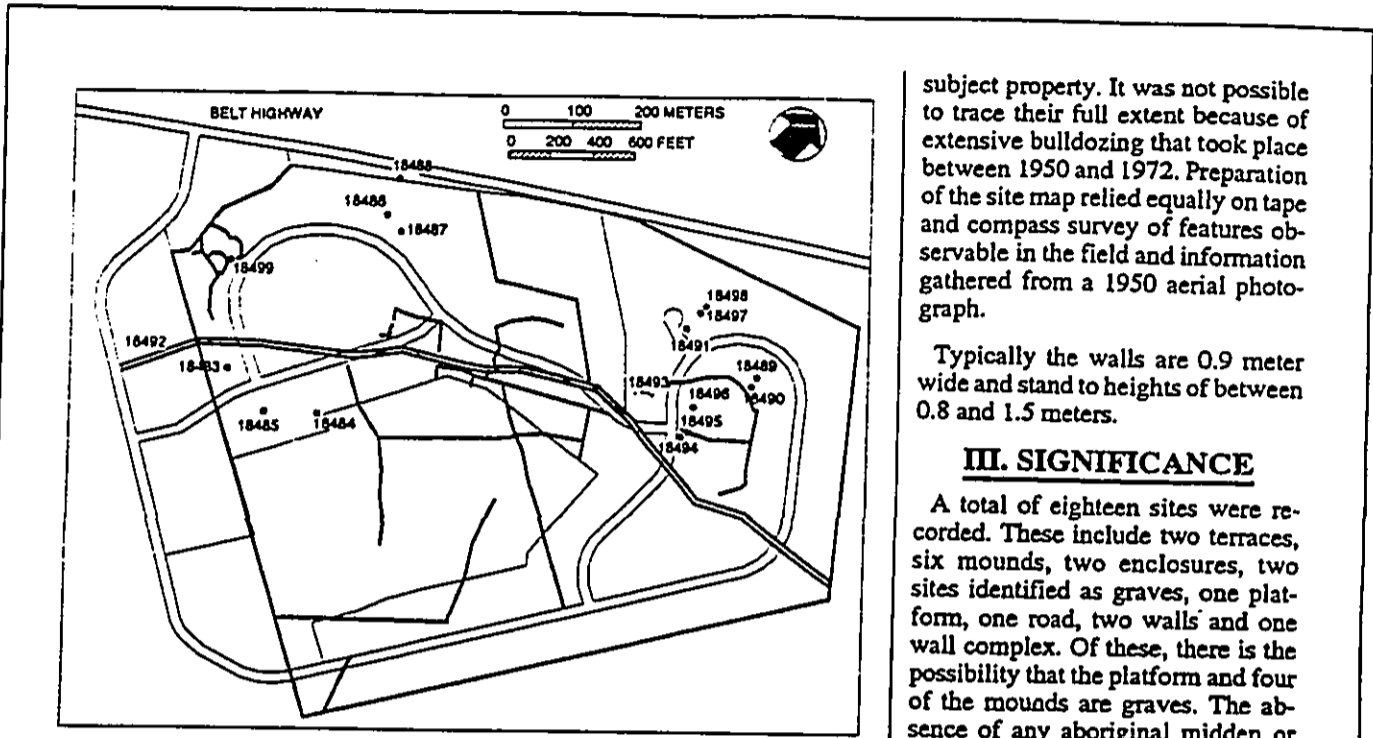 BELT HIGHWAY
0 100 200 METERS
0 200 400 600 FEET
18488
18486
18487
18499
18498
18497
18491
18492
18489
18493
18490
18496
18495
18485
18484
18494
subject property. It was not possible
to trace their full extent because of
extensive bulldozing that took place
between 1950 and 1972. Preparation
of the site map relied equally on tape
and compass survey of features ob-
servable in the field and information
gathered from a 1950 aerial photo-
graph.
Typically the walls are 0.9 meter
wide and stand to heights of between
0.8 and 1.5 meters.
III. SIGNIFICANCE
A total of eighteen sites were re-
corded. These include two terraces,
six mounds, two enclosures, two
sites identified as graves, one plat-
form, one road, two walls and one
wall complex. Of these, there is the
possibility that the platform and four
of the mounds are graves. The ab-
sence of any aboriginal midden or